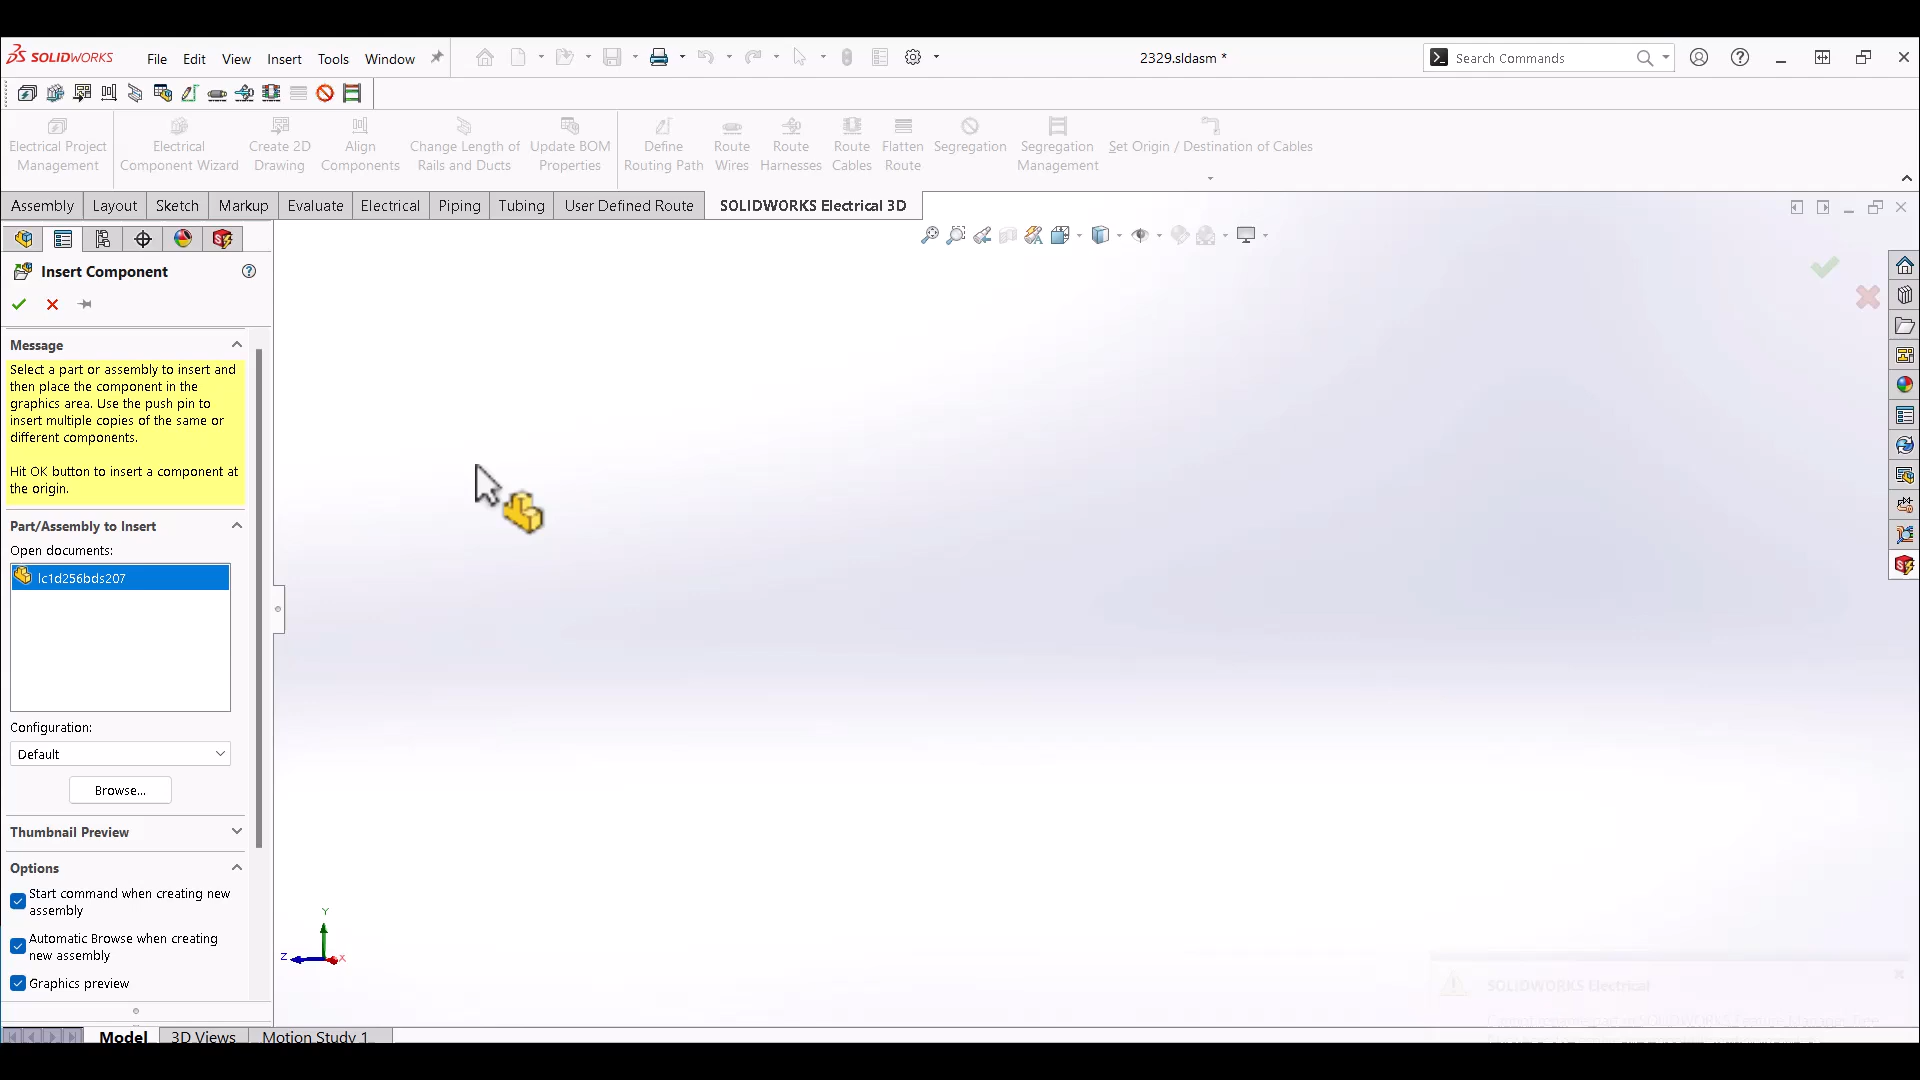 SOLIDWORKS
File Edit View Insert Tools Window
2329.sldasm *
Search Commands
Electrical Project Management
Electrical Component Wizard
Create 2D Drawing
Align Components
Change Length of Rails and Ducts
Update BOM Properties
Define Routing Path
Route Wires
Route Harnesses
Route Cables
Flatten Route
Segregation
Segregation Management
Set Origin / Destination of Cables
Assembly Layout Sketch Markup Evaluate Electrical Piping Tubing User Defined Route SOLIDWORKS Electrical 3D
Insert Component
Message
Select a part or assembly to insert and
then place the component in the
graphics area. Use the push pin to
insert multiple copies of the same or
different components.
Hit OK button to insert a component at
the origin.
Part/Assembly to Insert
Open documents:
lc1d256bds207
Configuration:
Default
Browse...
Thumbnail Preview
Options
Start command when creating new
assembly
Automatic Browse when creating
new assembly
Graphics preview
Y
Z
X
SOLIDWORKS Electrical
Model 3D Views Motion Study 1